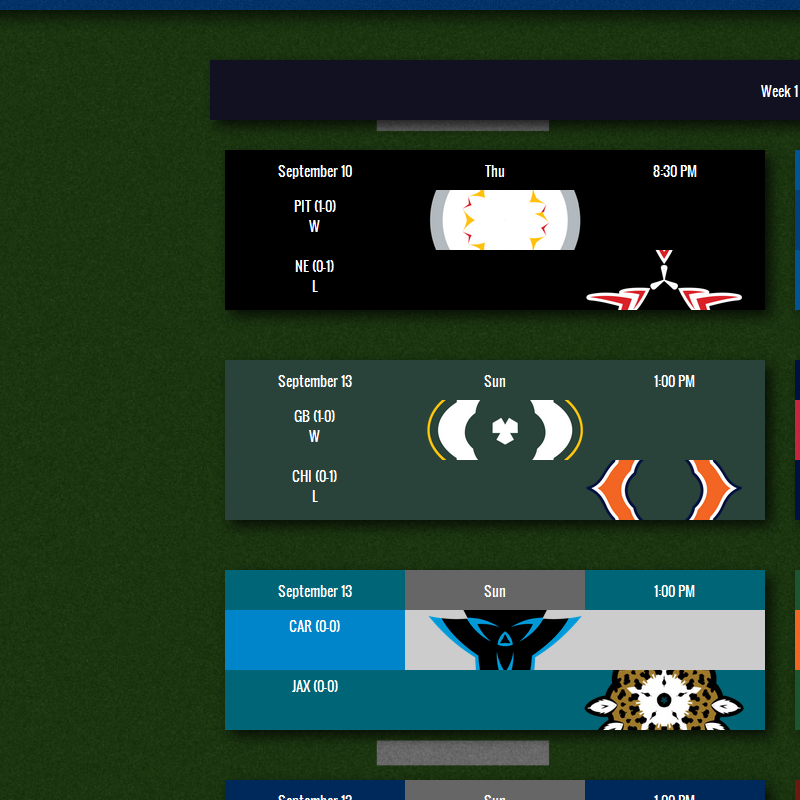 Week 1
September 10 Thu 8:30 PM
PIT (1-0)
W
NE (0-1)
L
September 13 Sun 1:00 PM
GB (1-0)
W
CHI (0-1)
L
September 13 Sun 1:00 PM
CAR (0-0)
JAX (0-0)
September 13 Sun 1:00 PM